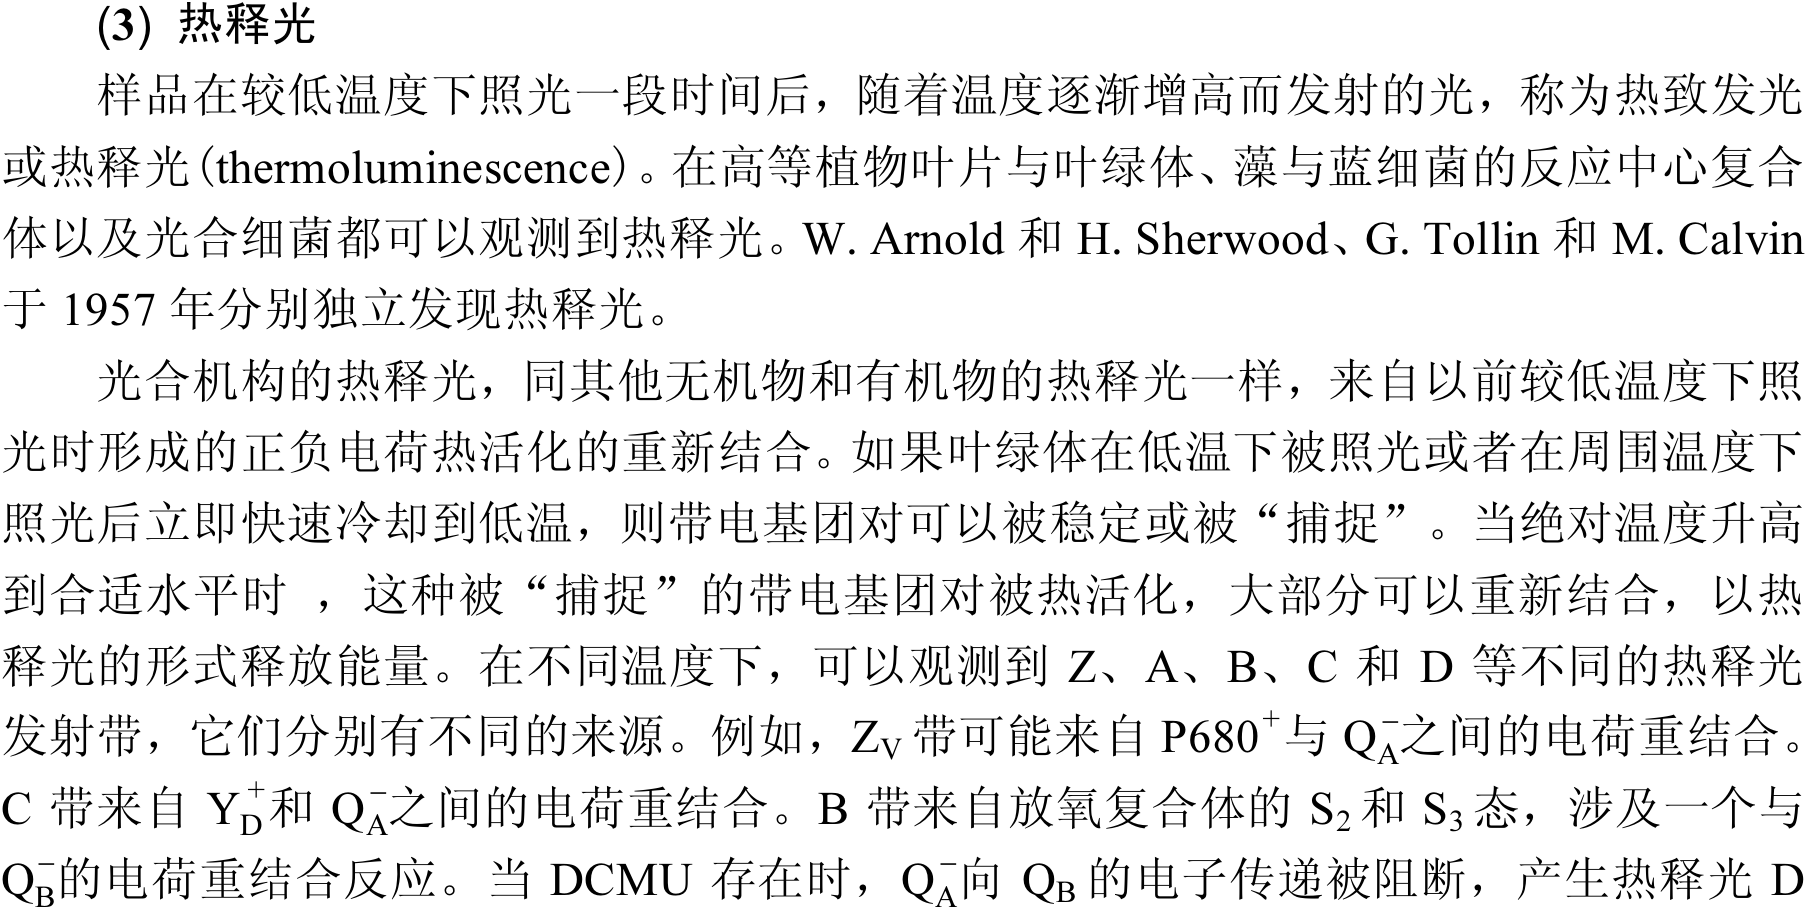 (3) 热释光
样品在较低温度下照光一段时间后，随着温度逐渐增高而发射的光，称为热致发光
或热释光(thermoluminescence)。在高等植物叶片与叶绿体、藻与蓝细菌的反应中心复合
体以及光合细菌都可以观测到热释光。W. Arnold 和 H. Sherwood、G. Tollin 和 M. Calvin
于 1957 年分别独立发现热释光。
光合机构的热释光，同其他无机物和有机物的热释光一样，来自以前较低温度下照
光时形成的正负电荷热活化的重新结合。如果叶绿体在低温下被照光或者在周围温度下
照光后立即快速冷却到低温，则带电基团对可以被稳定或被“捕捉”。当绝对温度升高
到合适水平时 ，这种被“捕捉”的带电基团对被热活化，大部分可以重新结合，以热
释光的形式释放能量。在不同温度下，可以观测到 Z、A、B、C 和 D 等不同的热释光
发射带，它们分别有不同的来源。例如，Z_V 带可能来自 P680⁺与 Q_A⁻之间的电荷重结合。
C 带来自 Y_D⁺和 Q_A⁻之间的电荷重结合。B 带来自放氧复合体的 S₂和 S₃态，涉及一个与
Q_B⁻的电荷重结合反应。当 DCMU 存在时，Q_A⁻向 Q_B 的电子传递被阻断，产生热释光 D